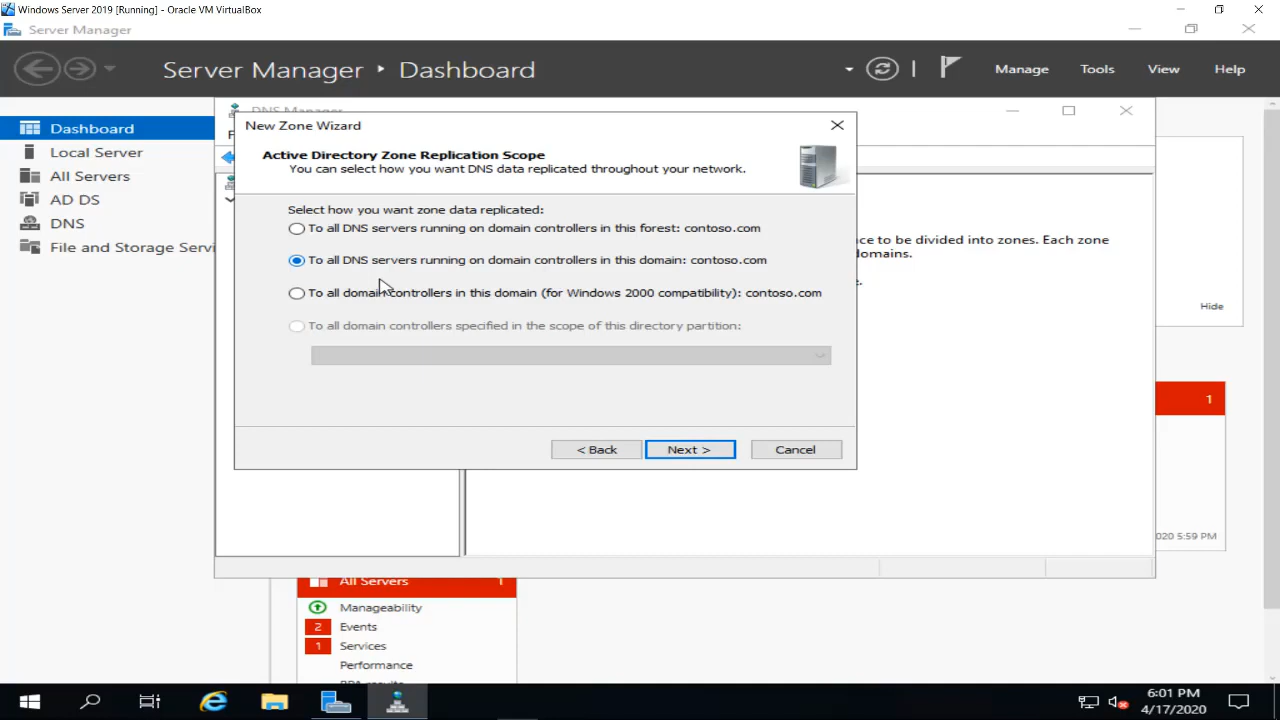 Windows Server 2019 [Running] - Oracle VM VirtualBox
Server Manager
Server Manager ‣ Dashboard
Manage Tools View Help
Dashboard
Local Server
All Servers
AD DS
DNS
File and Storage Servi
DNS Manager
New Zone Wizard
Active Directory Zone Replication Scope
You can select how you want DNS data replicated throughout your network.
Select how you want zone data replicated:
To all DNS servers running on domain controllers in this forest: contoso.com
To all DNS servers running on domain controllers in this domain: contoso.com
To all domain controllers in this domain (for Windows 2000 compatibility): contoso.com
To all domain controllers specified in the scope of this directory partition:
< Back
Next >
Cancel
ce to be divided into zones. Each zone
domains.
Hide
1
020 5:59 PM
All Servers 1
Manageability
2 Events
1 Services
Performance
6:01 PM
4/17/2020